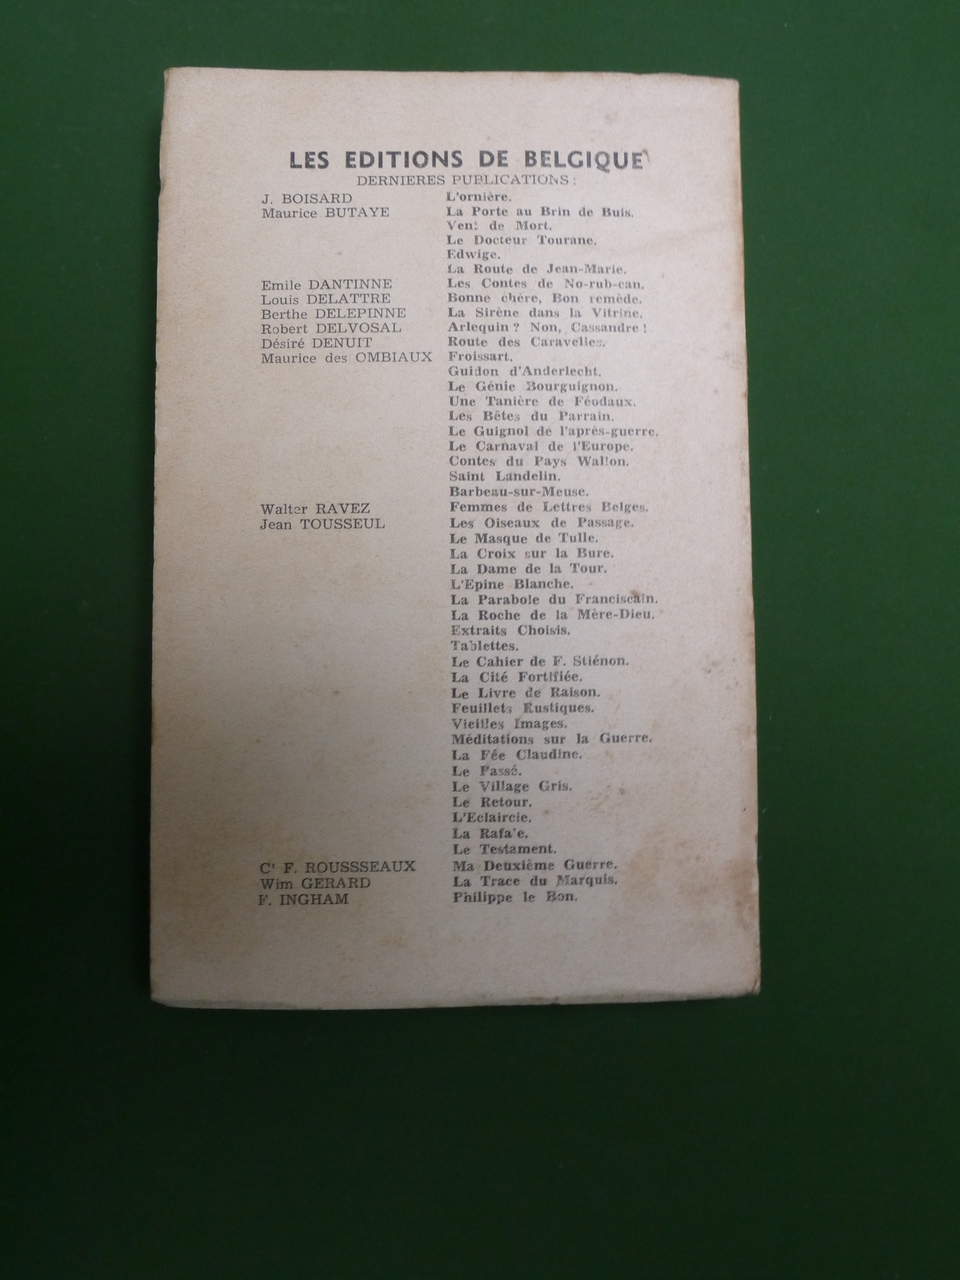 LES EDITIONS DE BELGIQUE
DERNIERES PUBLICATIONS :
J. BOISARD L'ornière.
Maurice BUTAYE La Porte au Brin de Buis.
Vent de Mort.
Le Docteur Tourane.
Edwige.
La Route de Jean-Marie.
Emile DANTINNE Les Contes de No-rub-can.
Louis DELATTRE Bonne chère, Bon remède.
Berthe DELEPINNE La Sirène dans la Vitrine.
Robert DELVOSAL Arlequin ? Non, Cassandre !
Désiré DENUIT Route des Caravelles.
Maurice des OMBIAUX Froissart.
Guidon d'Anderlecht.
Le Génie Bourguignon.
Une Tanière de Féodaux.
Les Bêtes du Parrain.
Le Guignol de l'après-guerre.
Le Carnaval de l'Europe.
Contes du Pays Wallon.
Saint Landelin.
Barbeau-sur-Meuse.
Walter RAVEZ Femmes de Lettres Belges.
Jean TOUSSEUL Les Oiseaux de Passage.
Le Masque de Tulle.
La Croix sur la Bure.
La Dame de la Tour.
L'Epine Blanche.
La Parabole du Franciscain.
La Roche de la Mère-Dieu.
Extraits Choisis.
Tablettes.
Le Cahier de F. Stiénon.
La Cité Fortifiée.
Le Livre de Raison.
Feuillets Rustiques.
Vieilles Images.
Méditations sur la Guerre.
La Fée Claudine.
Le Passé.
Le Village Gris.
Le Retour.
L'Eclaircie.
La Rafale.
Le Testament.
Ct F. ROUSSSEAUX Ma Deuxième Guerre.
Wim GERARD La Trace du Marquis.
F. INGHAM Philippe le Bon.